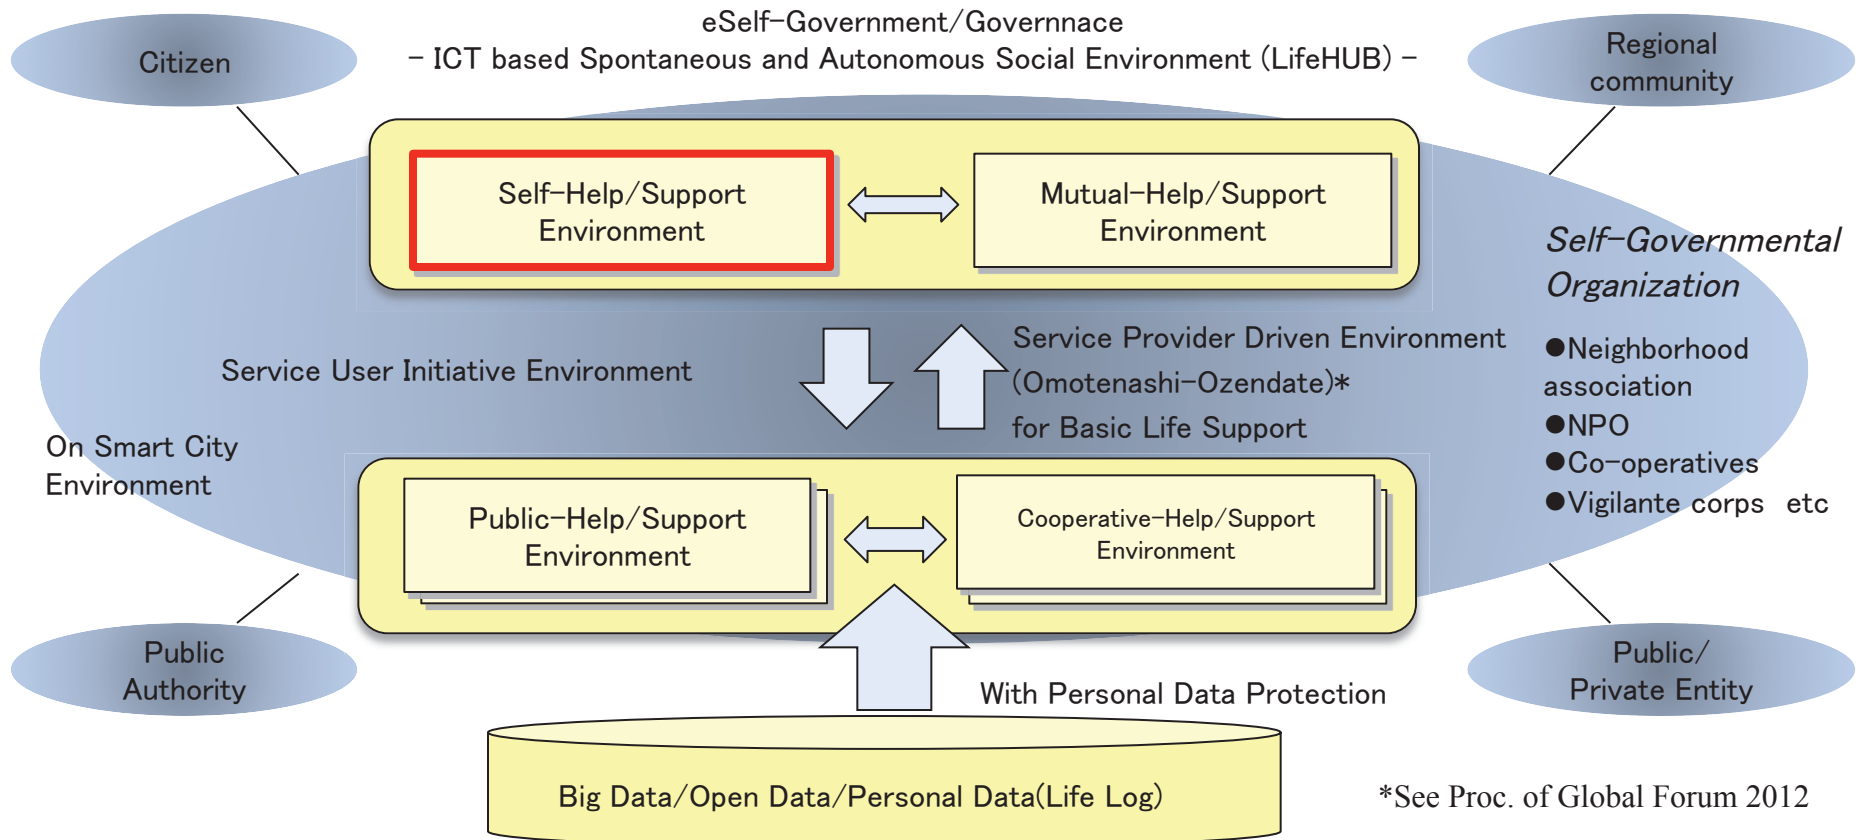 eSelf-Government/Governnace
- ICT based Spontaneous and Autonomous Social Environment (LifeHUB) -
Citizen
Regional
community
Self-Help/Support
Environment
Mutual-Help/Support
Environment
Self-Governmental
Organization
●Neighborhood
association
●NPO
●Co-operatives
●Vigilante corps etc
Service User Initiative Environment
Service Provider Driven Environment
(Omotenashi-Ozendate)*
for Basic Life Support
On Smart City
Environment
Public-Help/Support
Environment
Cooperative-Help/Support
Environment
Public
Authority
Public/
Private Entity
With Personal Data Protection
Big Data/Open Data/Personal Data(Life Log)
*See Proc. of Global Forum 2012